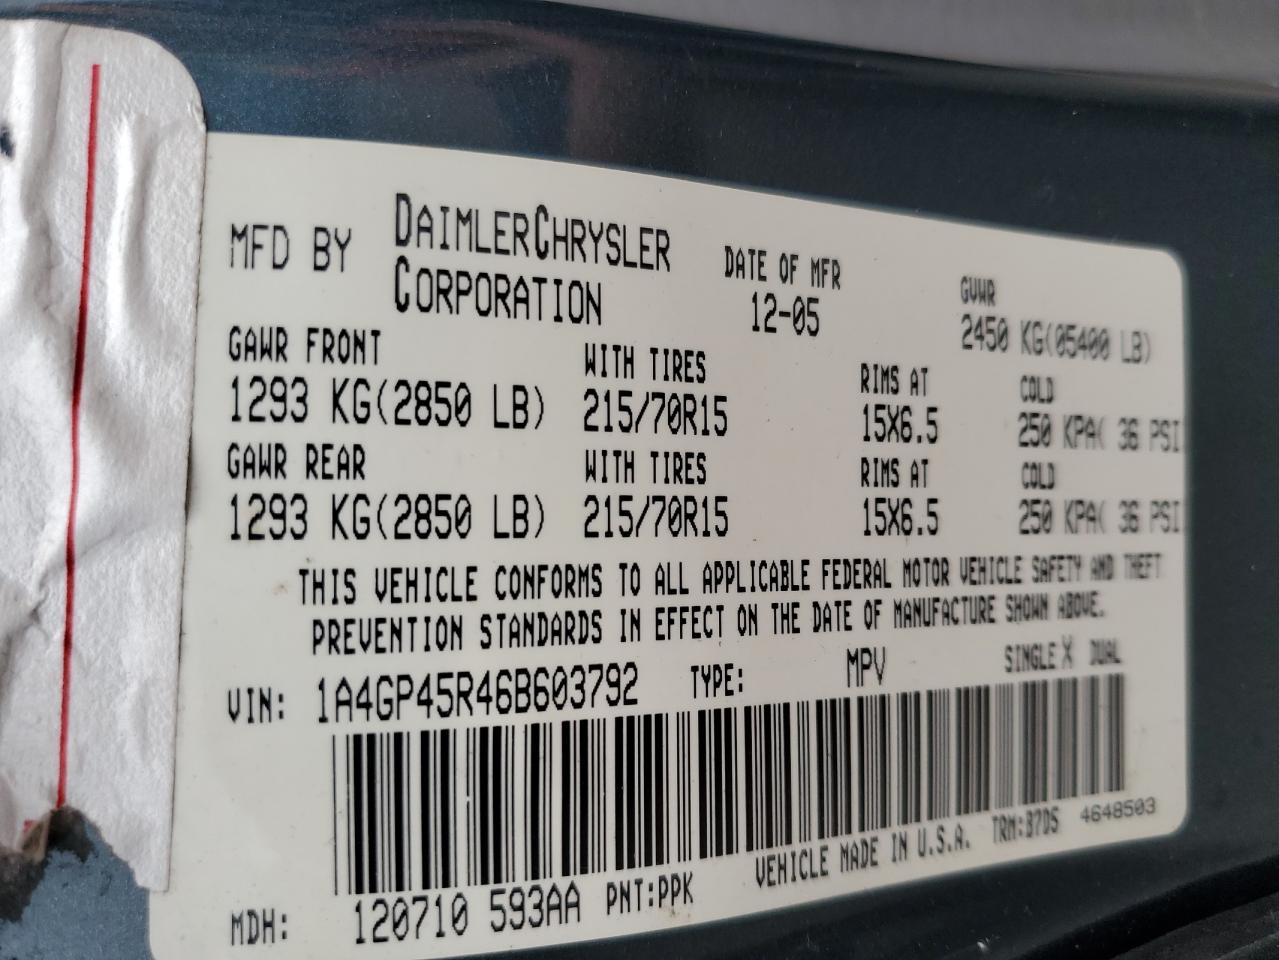 MFD BY DAIMLERCHRYSLER CORPORATION DATE OF MFR 12-05 GVWR 2450 KG(05400 LB)
GAWR FRONT WITH TIRES RIMS AT COLD
1293 KG(2850 LB) 215/70R15 15X6.5 250 KPA( 36 PSI
GAWR REAR WITH TIRES RIMS AT COLD
1293 KG(2850 LB) 215/70R15 15X6.5 250 KPA( 36 PSI
THIS VEHICLE CONFORMS TO ALL APPLICABLE FEDERAL MOTOR VEHICLE SAFETY AND THEFT
PREVENTION STANDARDS IN EFFECT ON THE DATE OF MANUFACTURE SHOWN ABOVE.
VIN: 1A4GP45R46B603792 TYPE: MPV SINGLE X DUAL
MDH: 120710 593AA PNT:PPK VEHICLE MADE IN U.S.A. TRM:B7D5 4648503